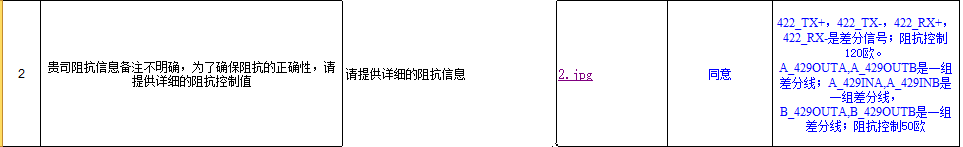 2
贵司阻抗信息备注不明确，为了确保阻抗的正确性，请
提供详细的阻抗控制值
请提供详细的阻抗信息
2.jpg
同意
422_TX+，422_TX-，422_RX+，
422_RX-是差分信号；阻抗控制
120欧。
A_429OUTA,A_429OUTB是一组
差分线；A_429INA,A_429INB是
一组差分线，
B_429OUTA,B_429OUTB是一组
差分线；阻抗控制50欧